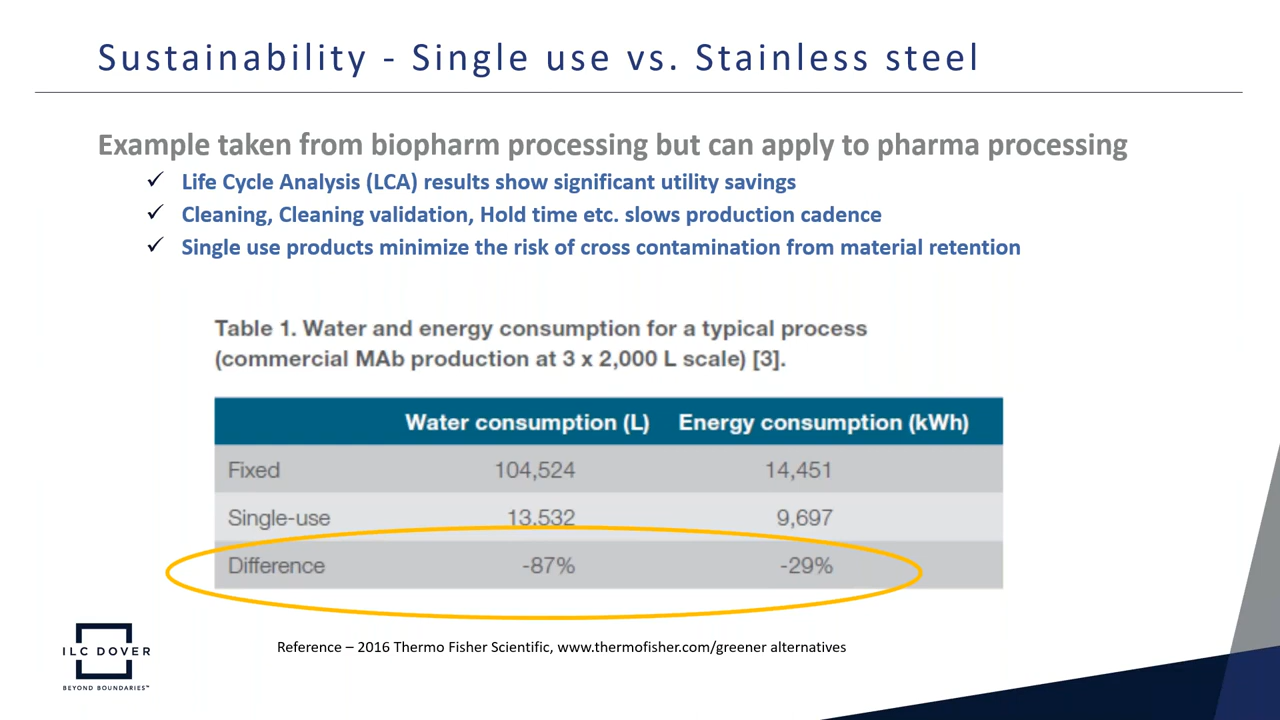 Sustainability - Single use vs. Stainless steel
Example taken from biopharm processing but can apply to pharma processing
✓ Life Cycle Analysis (LCA) results show significant utility savings
✓ Cleaning, Cleaning validation, Hold time etc. slows production cadence
✓ Single use products minimize the risk of cross contamination from material retention
Table 1. Water and energy consumption for a typical process
(commercial MAb production at 3 x 2,000 L scale) [3].
Water consumption (L) Energy consumption (kWh)
Fixed 104,524 14,451
Single-use 13,532 9,697
Difference -87% -29%
Reference – 2016 Thermo Fisher Scientific, www.thermofisher.com/greener alternatives
ILC DOVER
BEYOND BOUNDARIES™